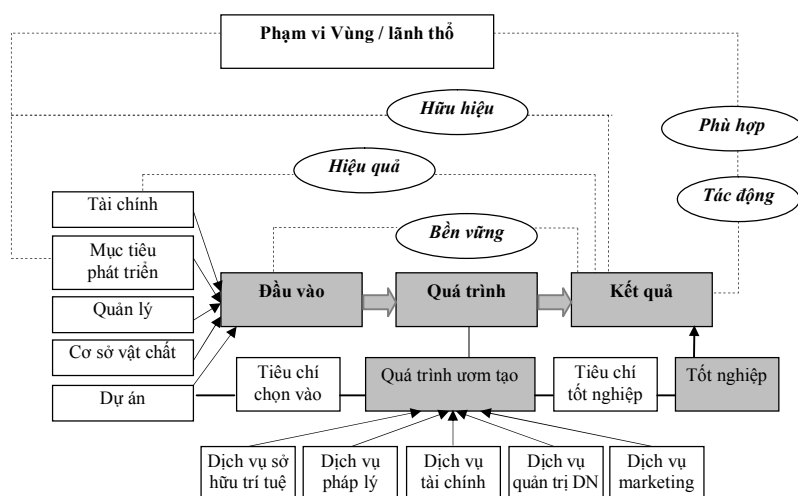 Phạm vi Vùng / lãnh thổ
Hữu hiệu
Phù hợp
Hiệu quả
Tác động
Bền vững
Tài chính
Mục tiêu
phát triển
Quản lý
Cơ sở vật chất
Dự án
Đầu vào
Quá trình
Kết quả
Tiêu chí
chọn vào
Quá trình ươm tạo
Tiêu chí
tốt nghiệp
Tốt nghiệp
Dịch vụ sở
hữu trí tuệ
Dịch vụ
pháp lý
Dịch vụ
tài chính
Dịch vụ
quản trị DN
Dịch vụ
marketing